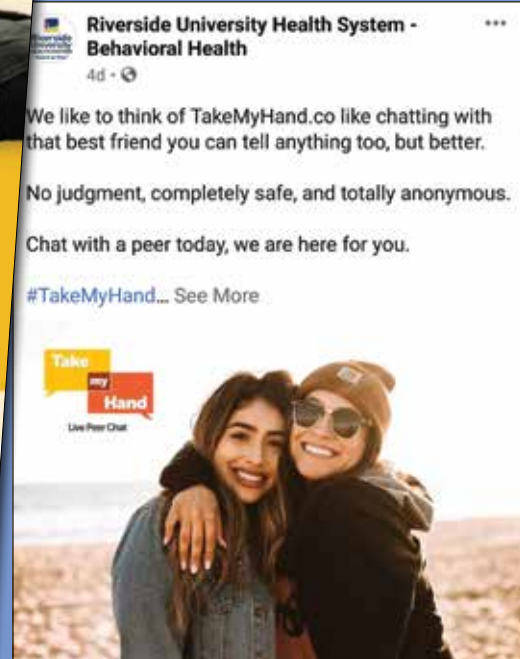 Riverside University Health System -
Behavioral Health
4d ·
We like to think of TakeMyHand.co like chatting with
that best friend you can tell anything too, but better.
No judgment, completely safe, and totally anonymous.
Chat with a peer today, we are here for you.
#TakeMyHand... See More
Take
my
Hand
Live Peer Chat